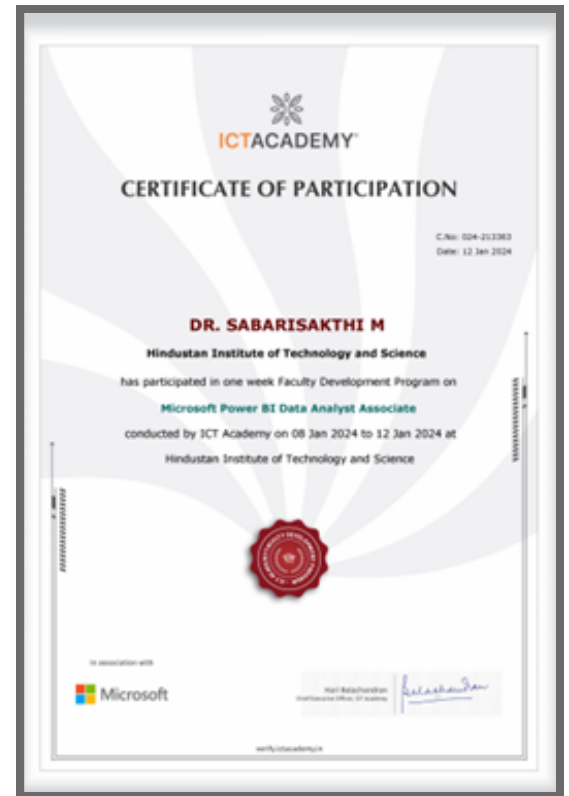 ICTACADEMY
CERTIFICATE OF PARTICIPATION
C.No: 024-213363
Date: 12 Jan 2024
DR. SABARISAKTHI M
Hindustan Institute of Technology and Science
has participated in one week Faculty Development Program on
Microsoft Power BI Data Analyst Associate
conducted by ICT Academy on 08 Jan 2024 to 12 Jan 2024 at
Hindustan Institute of Technology and Science
In association with
Microsoft
Hari Balachandran
Chief Executive Officer, ICT Academy
Balachandran
verify.ictacademy.in